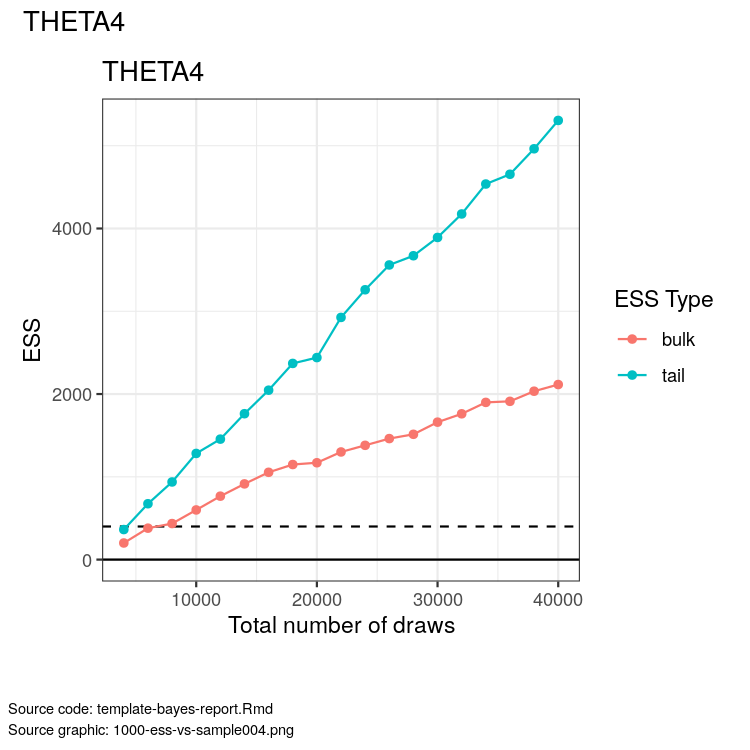 THETA4
THETA4
ESS
4000
2000
0
10000 20000 30000 40000
Total number of draws
ESS Type
bulk
tail
Source code: template-bayes-report.Rmd
Source graphic: 1000-ess-vs-sample004.png